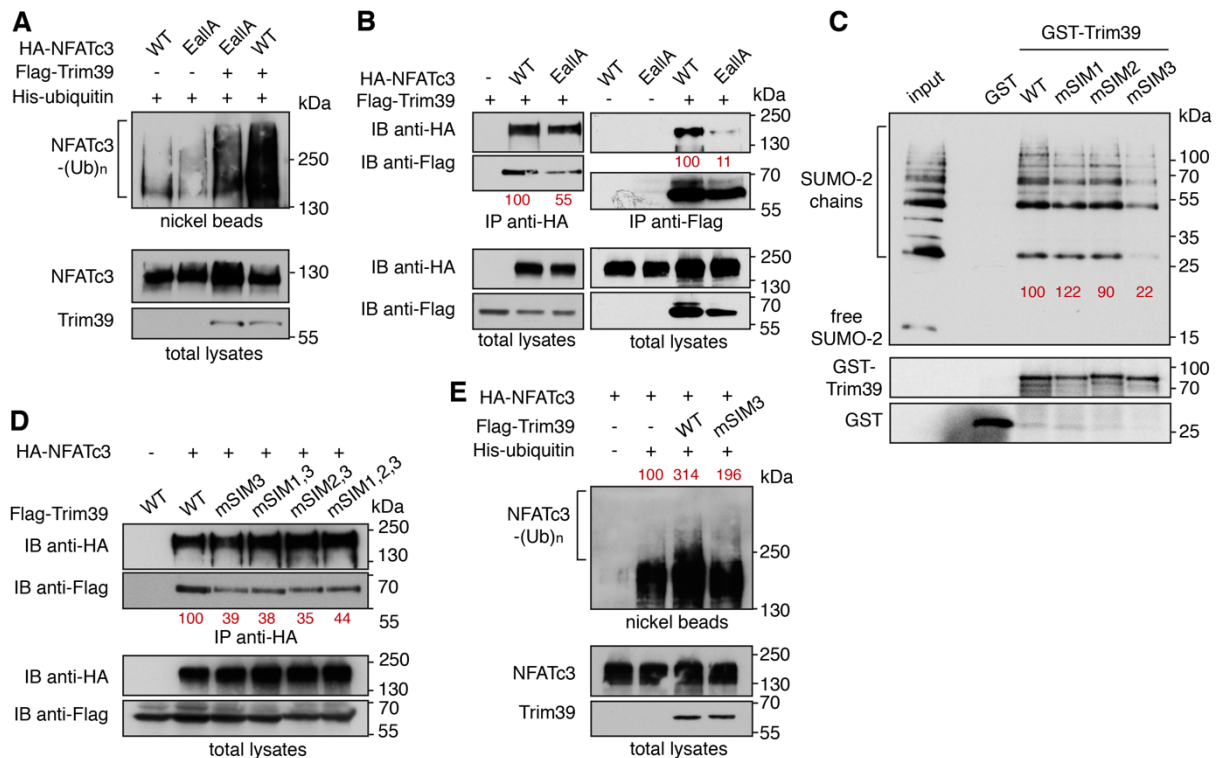 A
HA-NFATc3 WT EallA EallA WT
Flag-Trim39 - - + +
His-ubiquitin + + + +
kDa
NFATc3
-(Ub)n
250
130
nickel beads
NFATc3
130
Trim39
55
total lysates
B
HA-NFATc3 - WT EallA WT EallA WT EallA
Flag-Trim39 + + + - - + +
kDa
IB anti-HA
250
130
100 11
IB anti-Flag
70
55
100 55
IP anti-HA IP anti-Flag
IB anti-HA
250
130
IB anti-Flag
70
55
total lysates total lysates
C
GST-Trim39
input GST WT mSIM1 mSIM2 mSIM3
kDa
SUMO-2
chains
100
70
55
35
25
100 122 90 22
free
SUMO-2
15
GST-
Trim39
100
70
GST
25
D
HA-NFATc3 - + + + + +
Flag-Trim39 WT WT mSIM3 mSIM1,3 mSIM2,3 mSIM1,2,3
kDa
IB anti-HA
250
130
IB anti-Flag
70
55
100 39 38 35 44
IP anti-HA
IB anti-HA
250
130
IB anti-Flag
70
55
total lysates
E
HA-NFATc3 + + + +
Flag-Trim39 WT mSIM3
His-ubiquitin - + + +
100 314 196
kDa
NFATc3
-(Ub)n
250
130
nickel beads
NFATc3
250
130
Trim39
70
55
total lysates